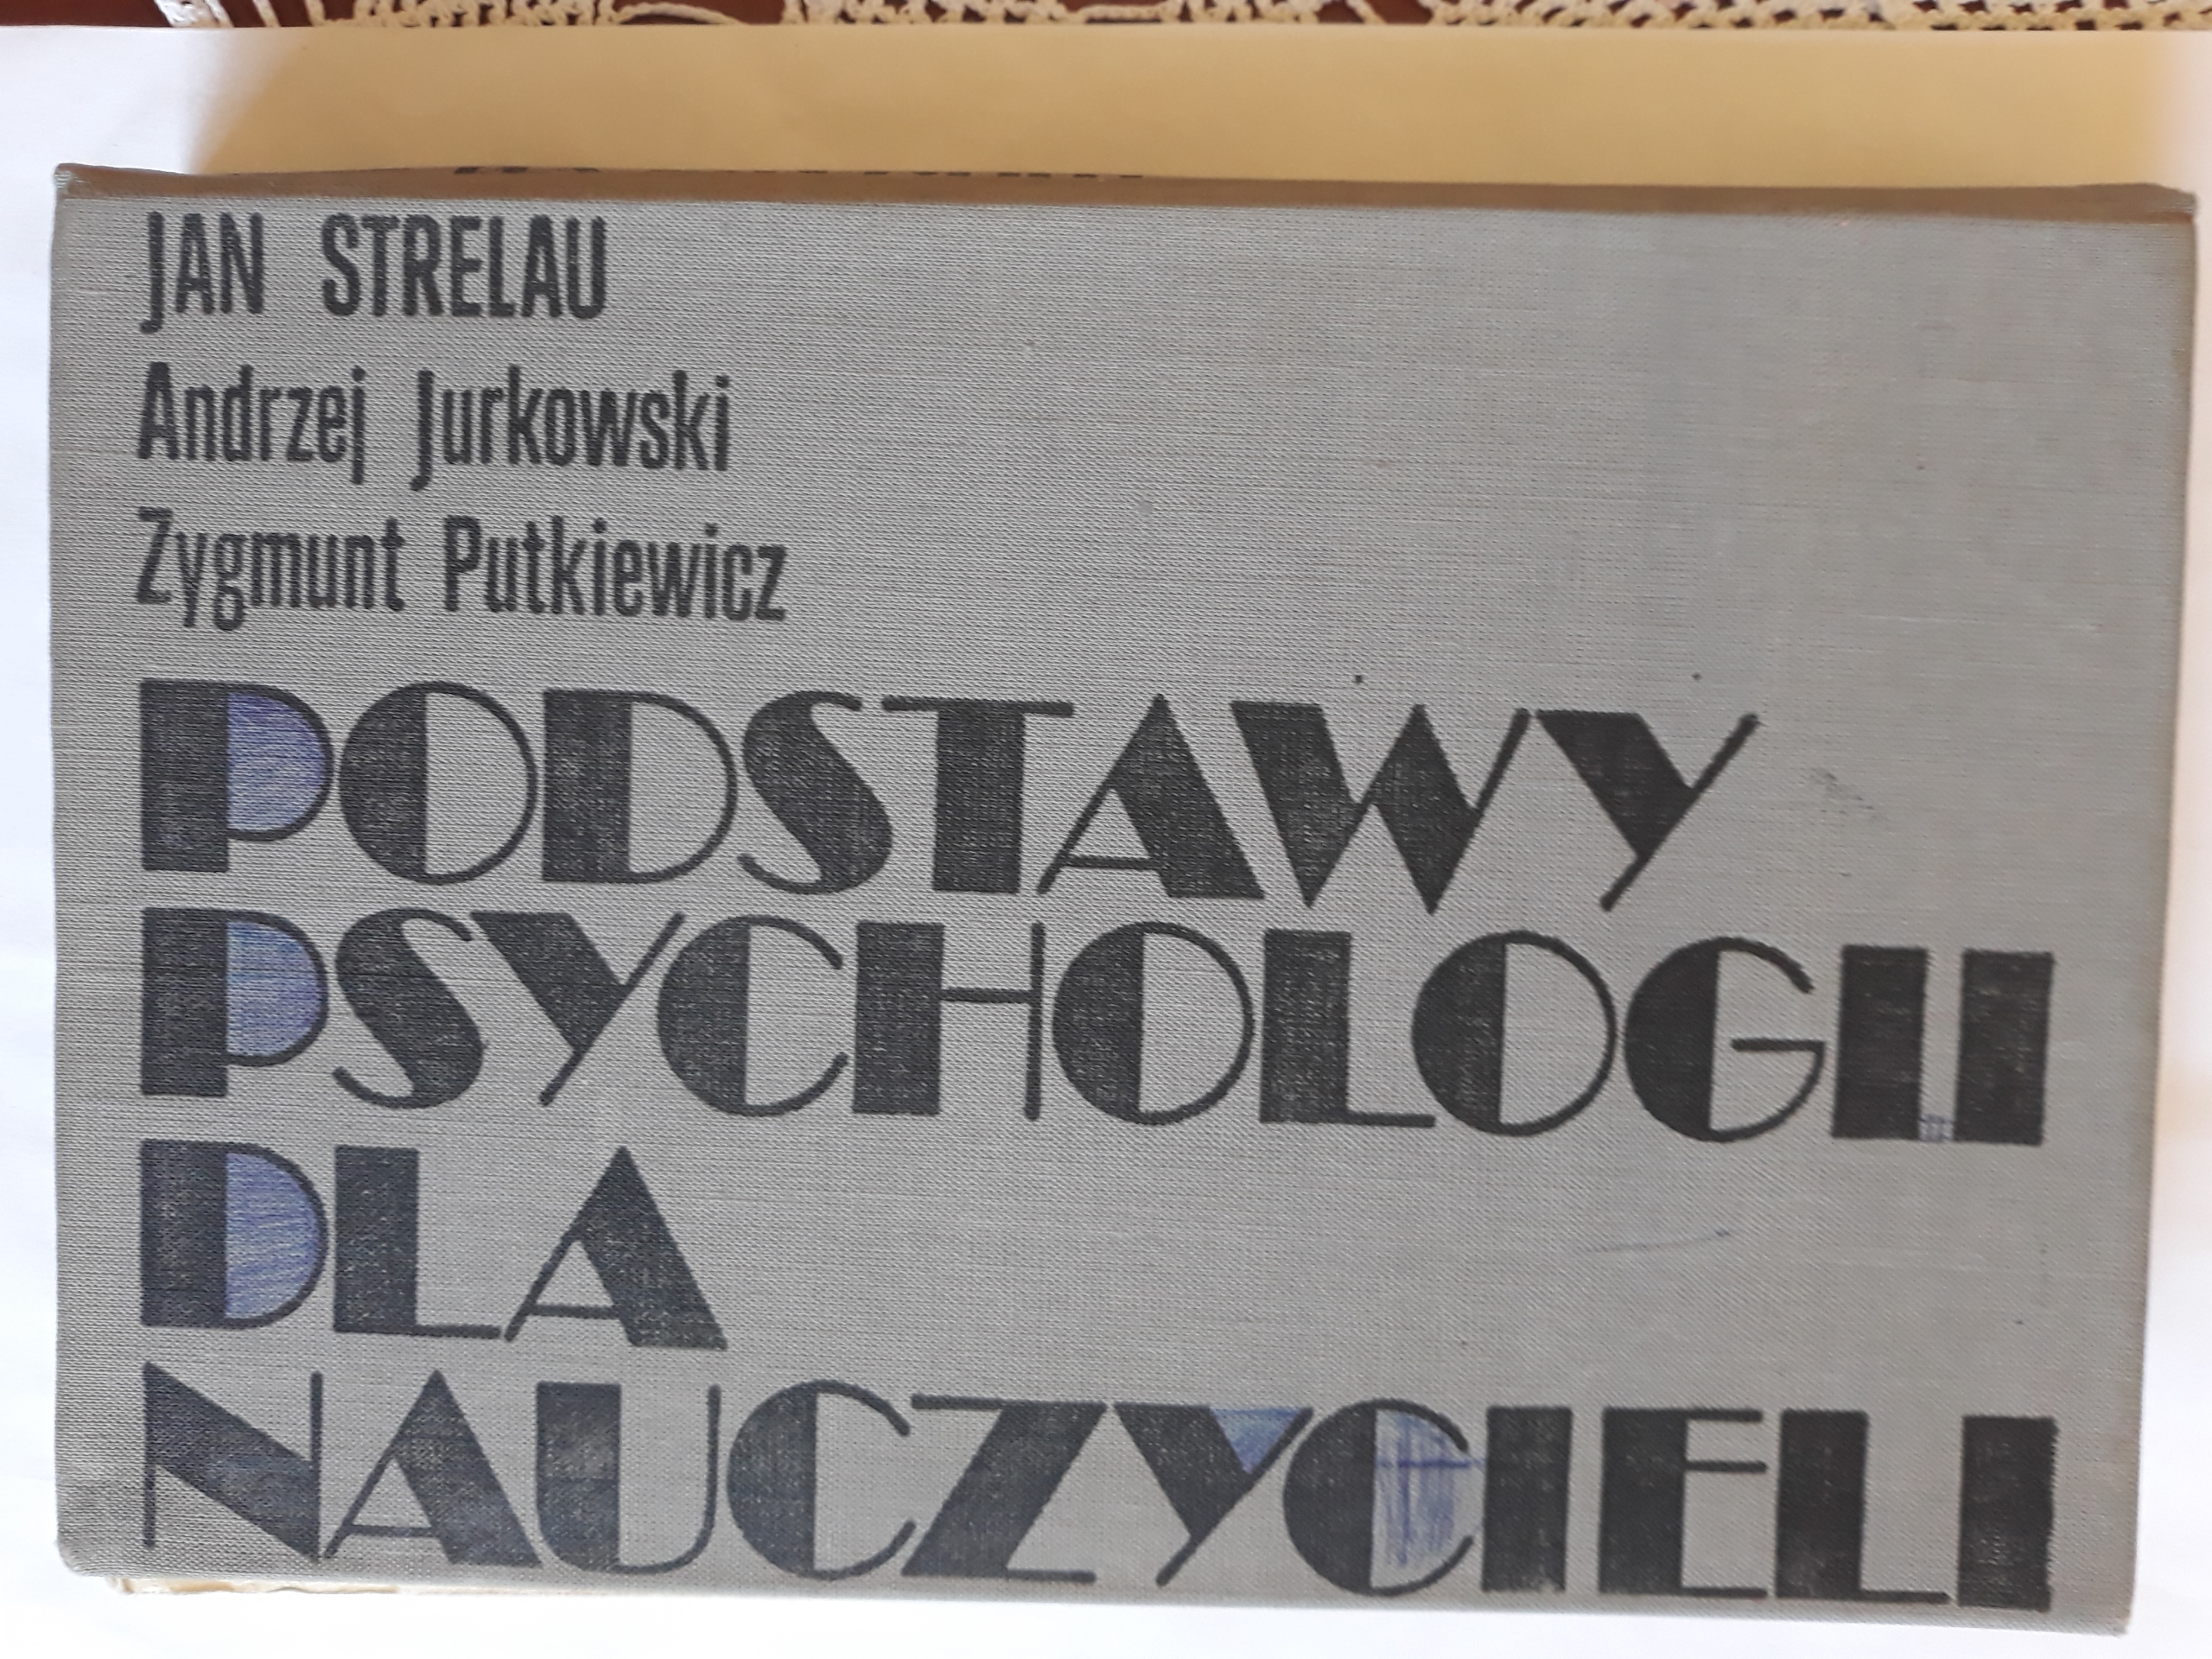 JAN STRELAU
Andrzej Jurkowski
Zygmunt Putkiewicz
PODSTAWY
PSYCHOLOGII
DLA
NAUCZYCIELI